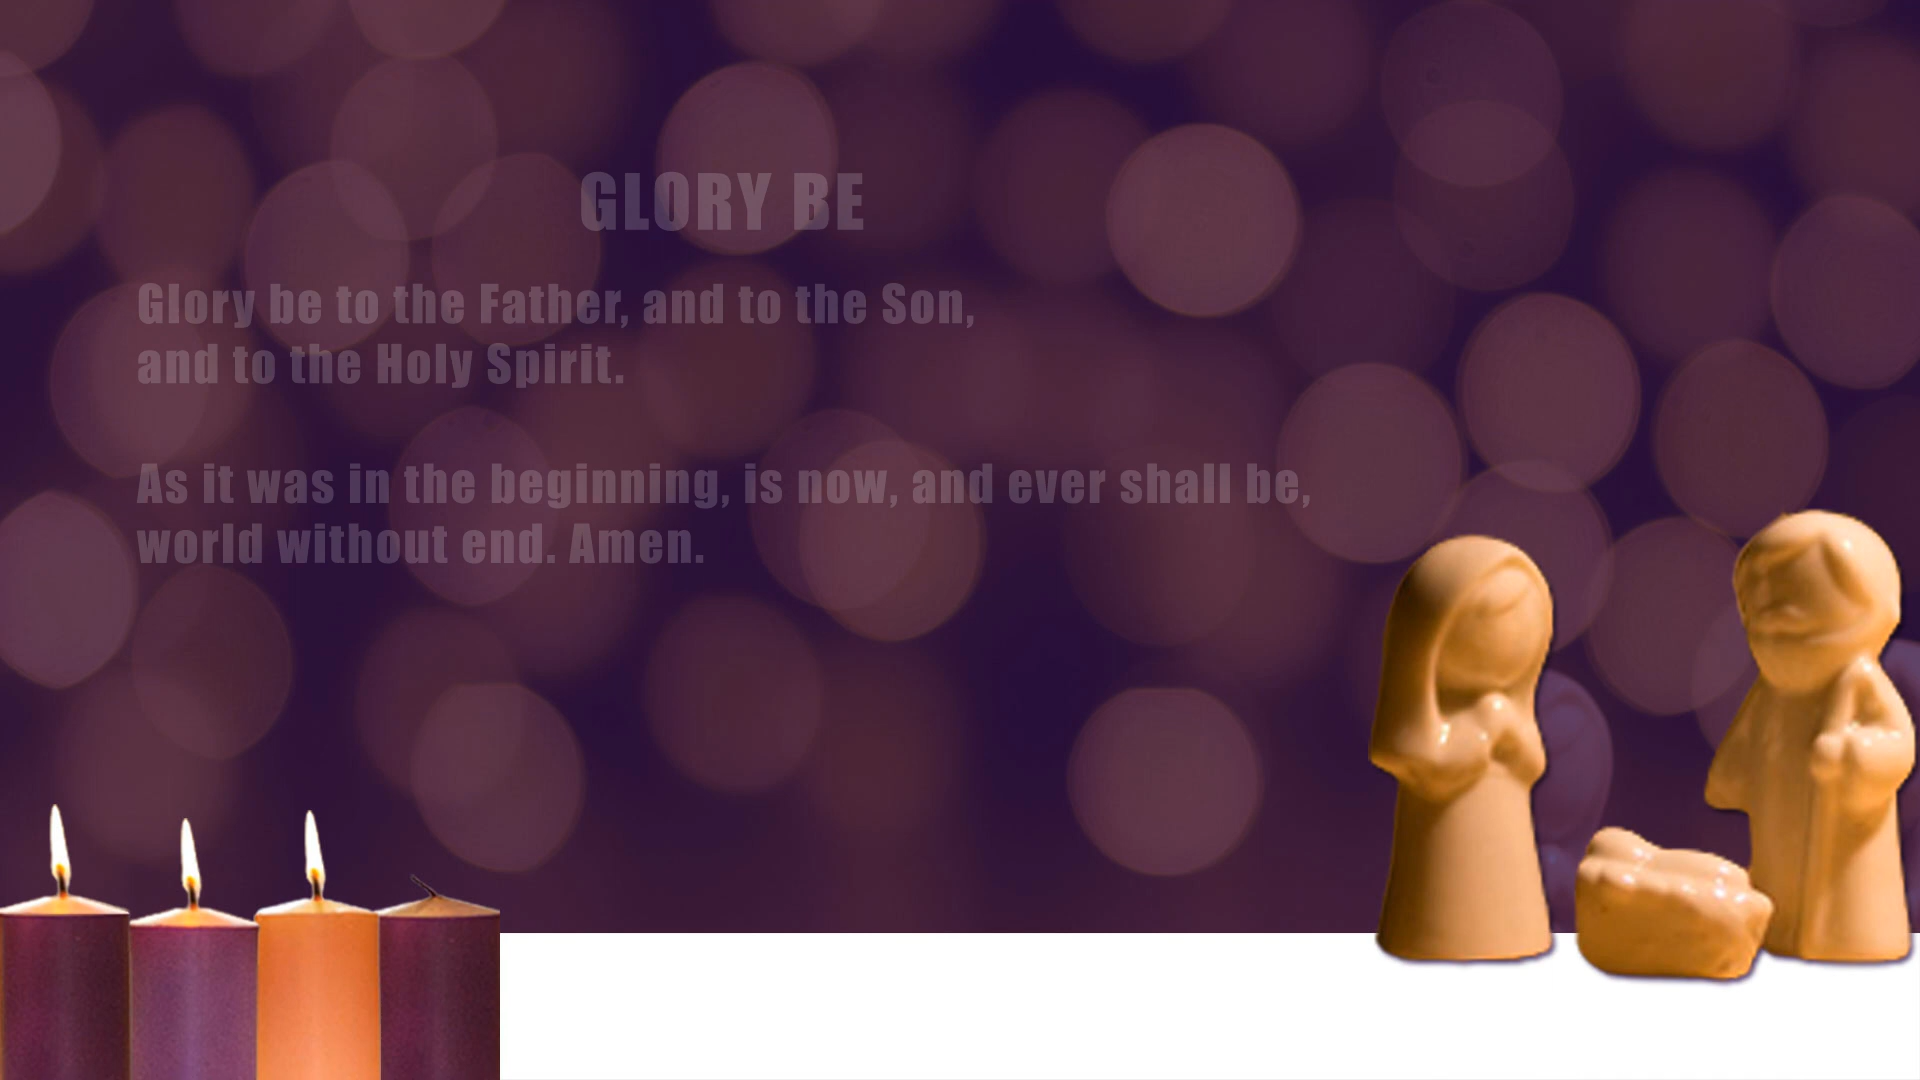 GLORY BE
Glory be to the Father, and to the Son,
and to the Holy Spirit.
As it was in the beginning, is now, and ever shall be,
world without end. Amen.